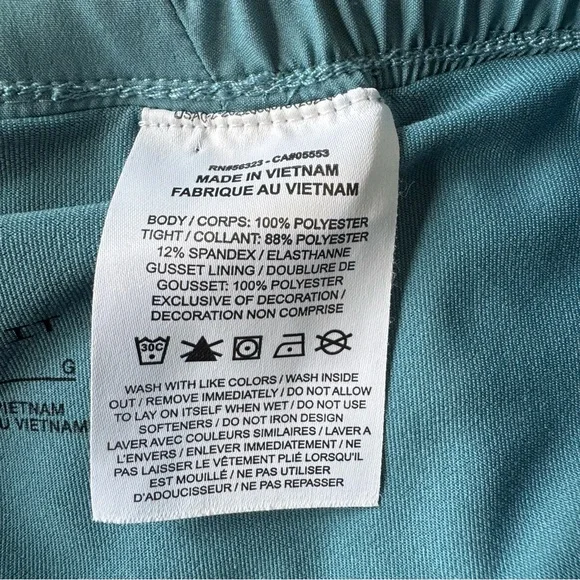 RN#56323 - CA#05553
MADE IN VIETNAM
FABRIQUE AU VIETNAM
BODY / CORPS: 100% POLYESTER
TIGHT / COLLANT: 88% POLYESTER
12% SPANDEX / ELASTHANNE
GUSSET LINING / DOUBLURE DE
GOUSSET: 100% POLYESTER
EXCLUSIVE OF DECORATION /
DECORATION NON COMPRISE
30C
WASH WITH LIKE COLORS / WASH INSIDE
OUT / REMOVE IMMEDIATELY / DO NOT ALLOW
TO LAY ON ITSELF WHEN WET / DO NOT USE
SOFTENERS / DO NOT IRON DESIGN
LAVER AVEC COULEURS SIMILAIRES / LAVER A
L'ENVERS / ENLEVER IMMEDIATEMENT / NE
PAS LAISSER LE VÊTEMENT PLIÉ LORSQU'IL
EST MOUILLÉ / NE PAS UTILISER
D'ADOUCISSEUR / NE PAS REPASSER
G
VIETNAM
U VIETNAM